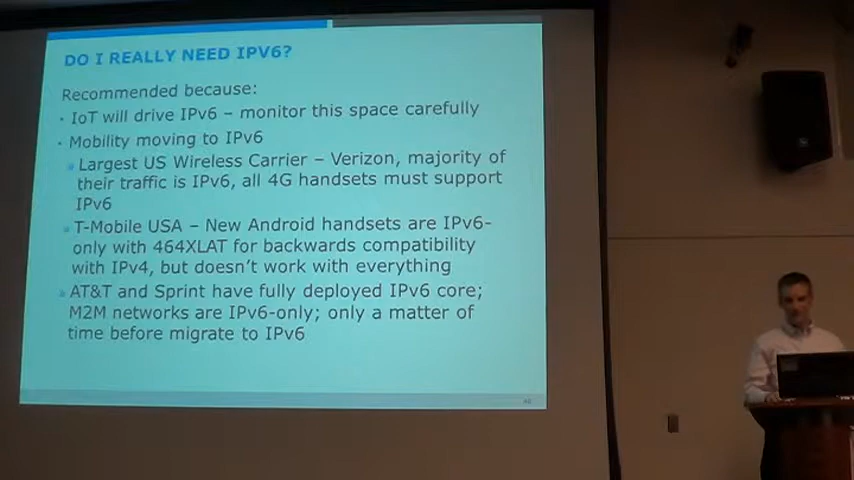 DO I REALLY NEED IPV6?
Recommended because:
• IoT will drive IPv6 – monitor this space carefully
• Mobility moving to IPv6
Largest US Wireless Carrier – Verizon, majority of
their traffic is IPv6, all 4G handsets must support
IPv6
T-Mobile USA – New Android handsets are IPv6-
only with 464XLAT for backwards compatibility
with IPv4, but doesn't work with everything
AT&T and Sprint have fully deployed IPv6 core;
M2M networks are IPv6-only; only a matter of
time before migrate to IPv6